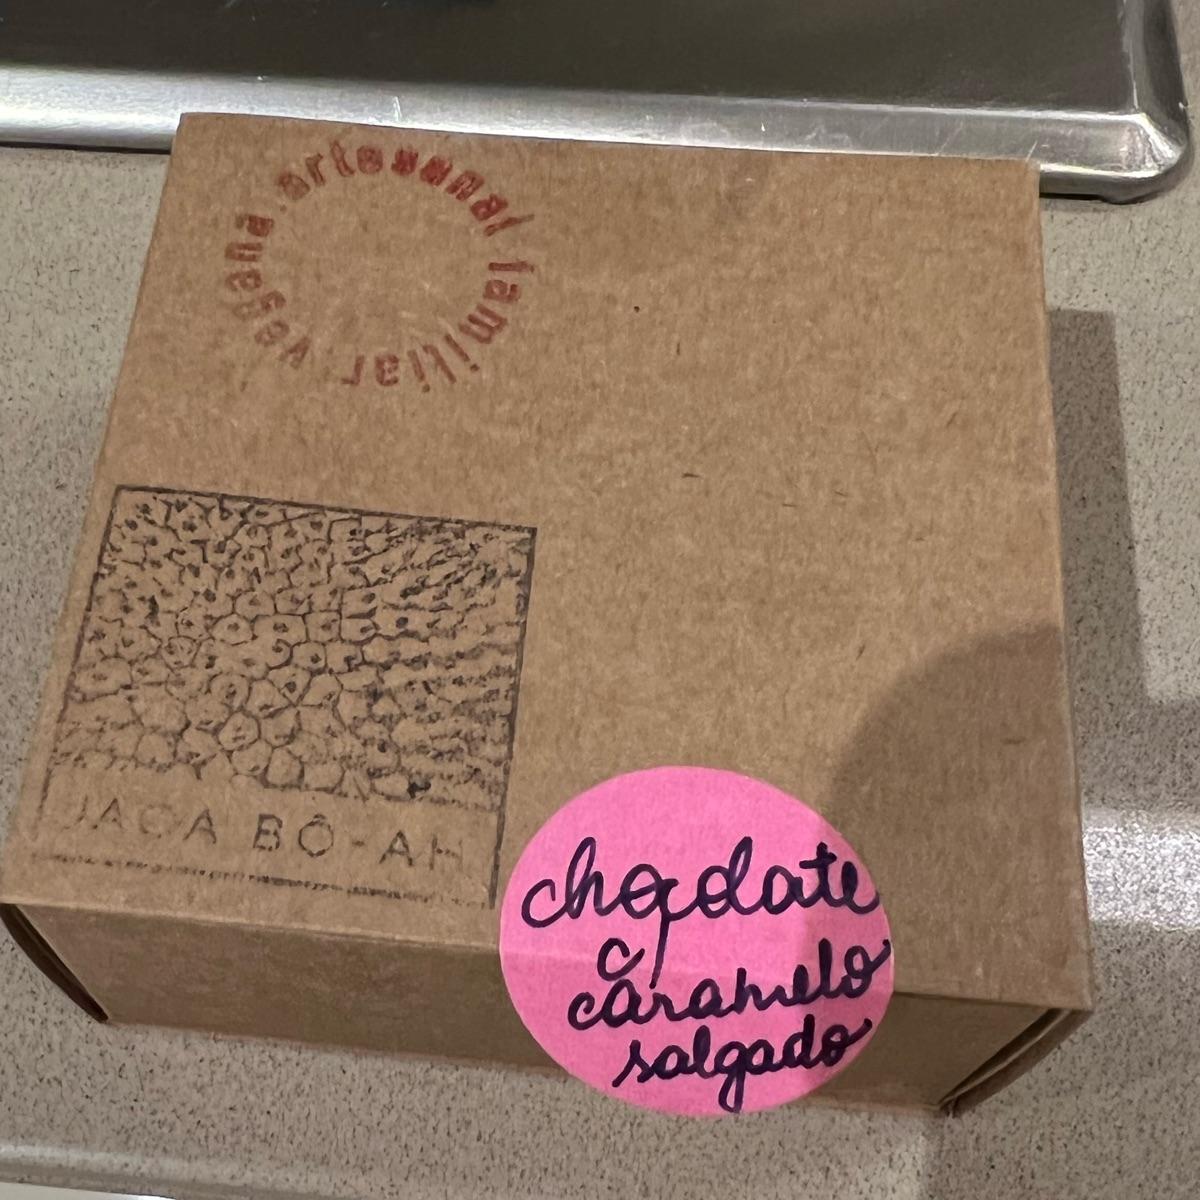 artesanal familiar vegana.
JACA BÔ-AH
chocolate
c/
caramelo
salgado